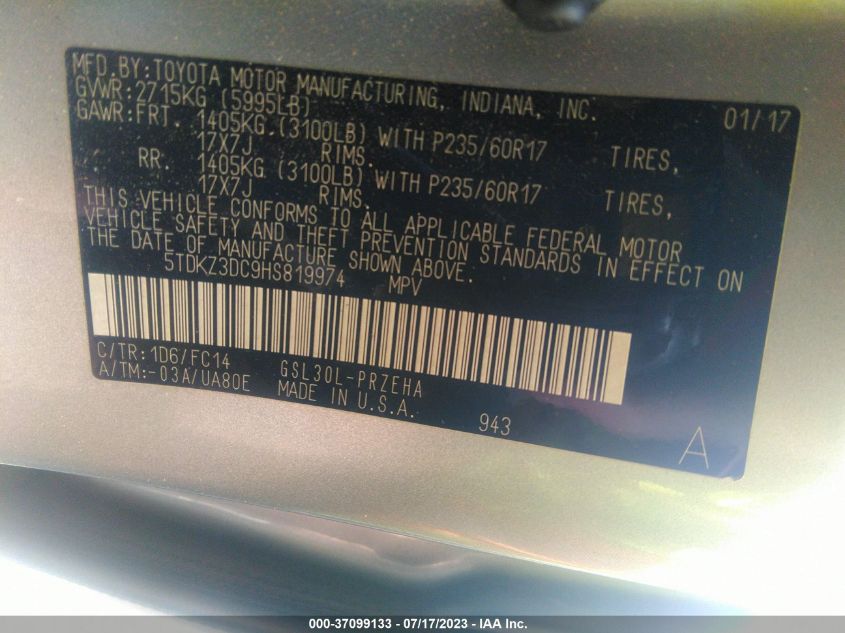 MFD.BY:TOYOTA MOTOR MANUFACTURING, INDIANA, INC. 01/17
GVWR:2715KG (5995LB)
GAWR:FRT. 1405KG (3100LB) WITH P235/60R17 TIRES,
17X7J RIMS.
RR. 1405KG (3100LB) WITH P235/60R17 TIRES,
17X7J RIMS.
THIS VEHICLE CONFORMS TO ALL APPLICABLE FEDERAL MOTOR
VEHICLE SAFETY AND THEFT PREVENTION STANDARDS IN EFFECT ON
THE DATE OF MANUFACTURE SHOWN ABOVE.
5TDKZ3DC9HS819974 MPV
C/TR:1D6/FC14 GSL30L-PRZEHA
A/TM:-03A/UA80E MADE IN U.S.A. 943
A
000-37099133 - 07/17/2023 - IAA Inc.